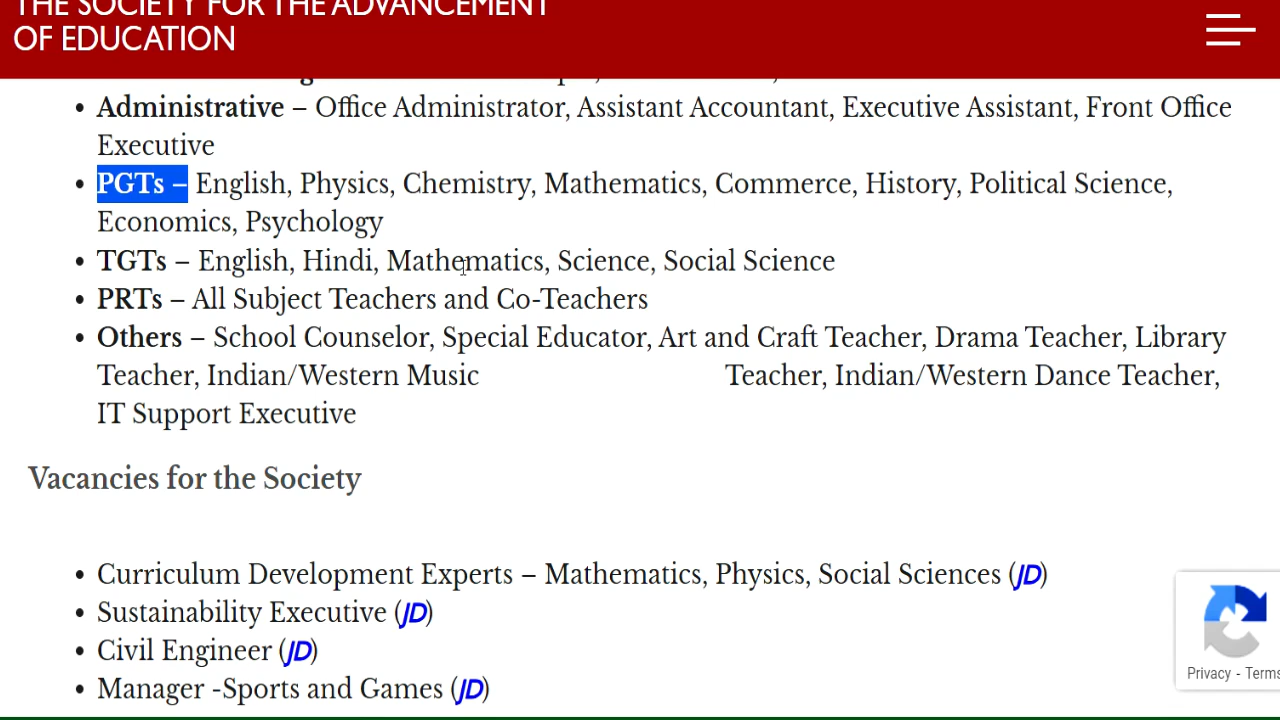 THE SOCIETY FOR THE ADVANCEMENT
OF EDUCATION
• Administrative – Office Administrator, Assistant Accountant, Executive Assistant, Front Office
Executive
• PGTs – English, Physics, Chemistry, Mathematics, Commerce, History, Political Science,
Economics, Psychology
• TGTs – English, Hindi, Mathematics, Science, Social Science
• PRTs – All Subject Teachers and Co-Teachers
• Others – School Counselor, Special Educator, Art and Craft Teacher, Drama Teacher, Library
Teacher, Indian/Western Music Teacher, Indian/Western Dance Teacher,
IT Support Executive
Vacancies for the Society
• Curriculum Development Experts – Mathematics, Physics, Social Sciences (JD)
• Sustainability Executive (JD)
• Civil Engineer (JD)
• Manager -Sports and Games (JD)
Privacy - Terms